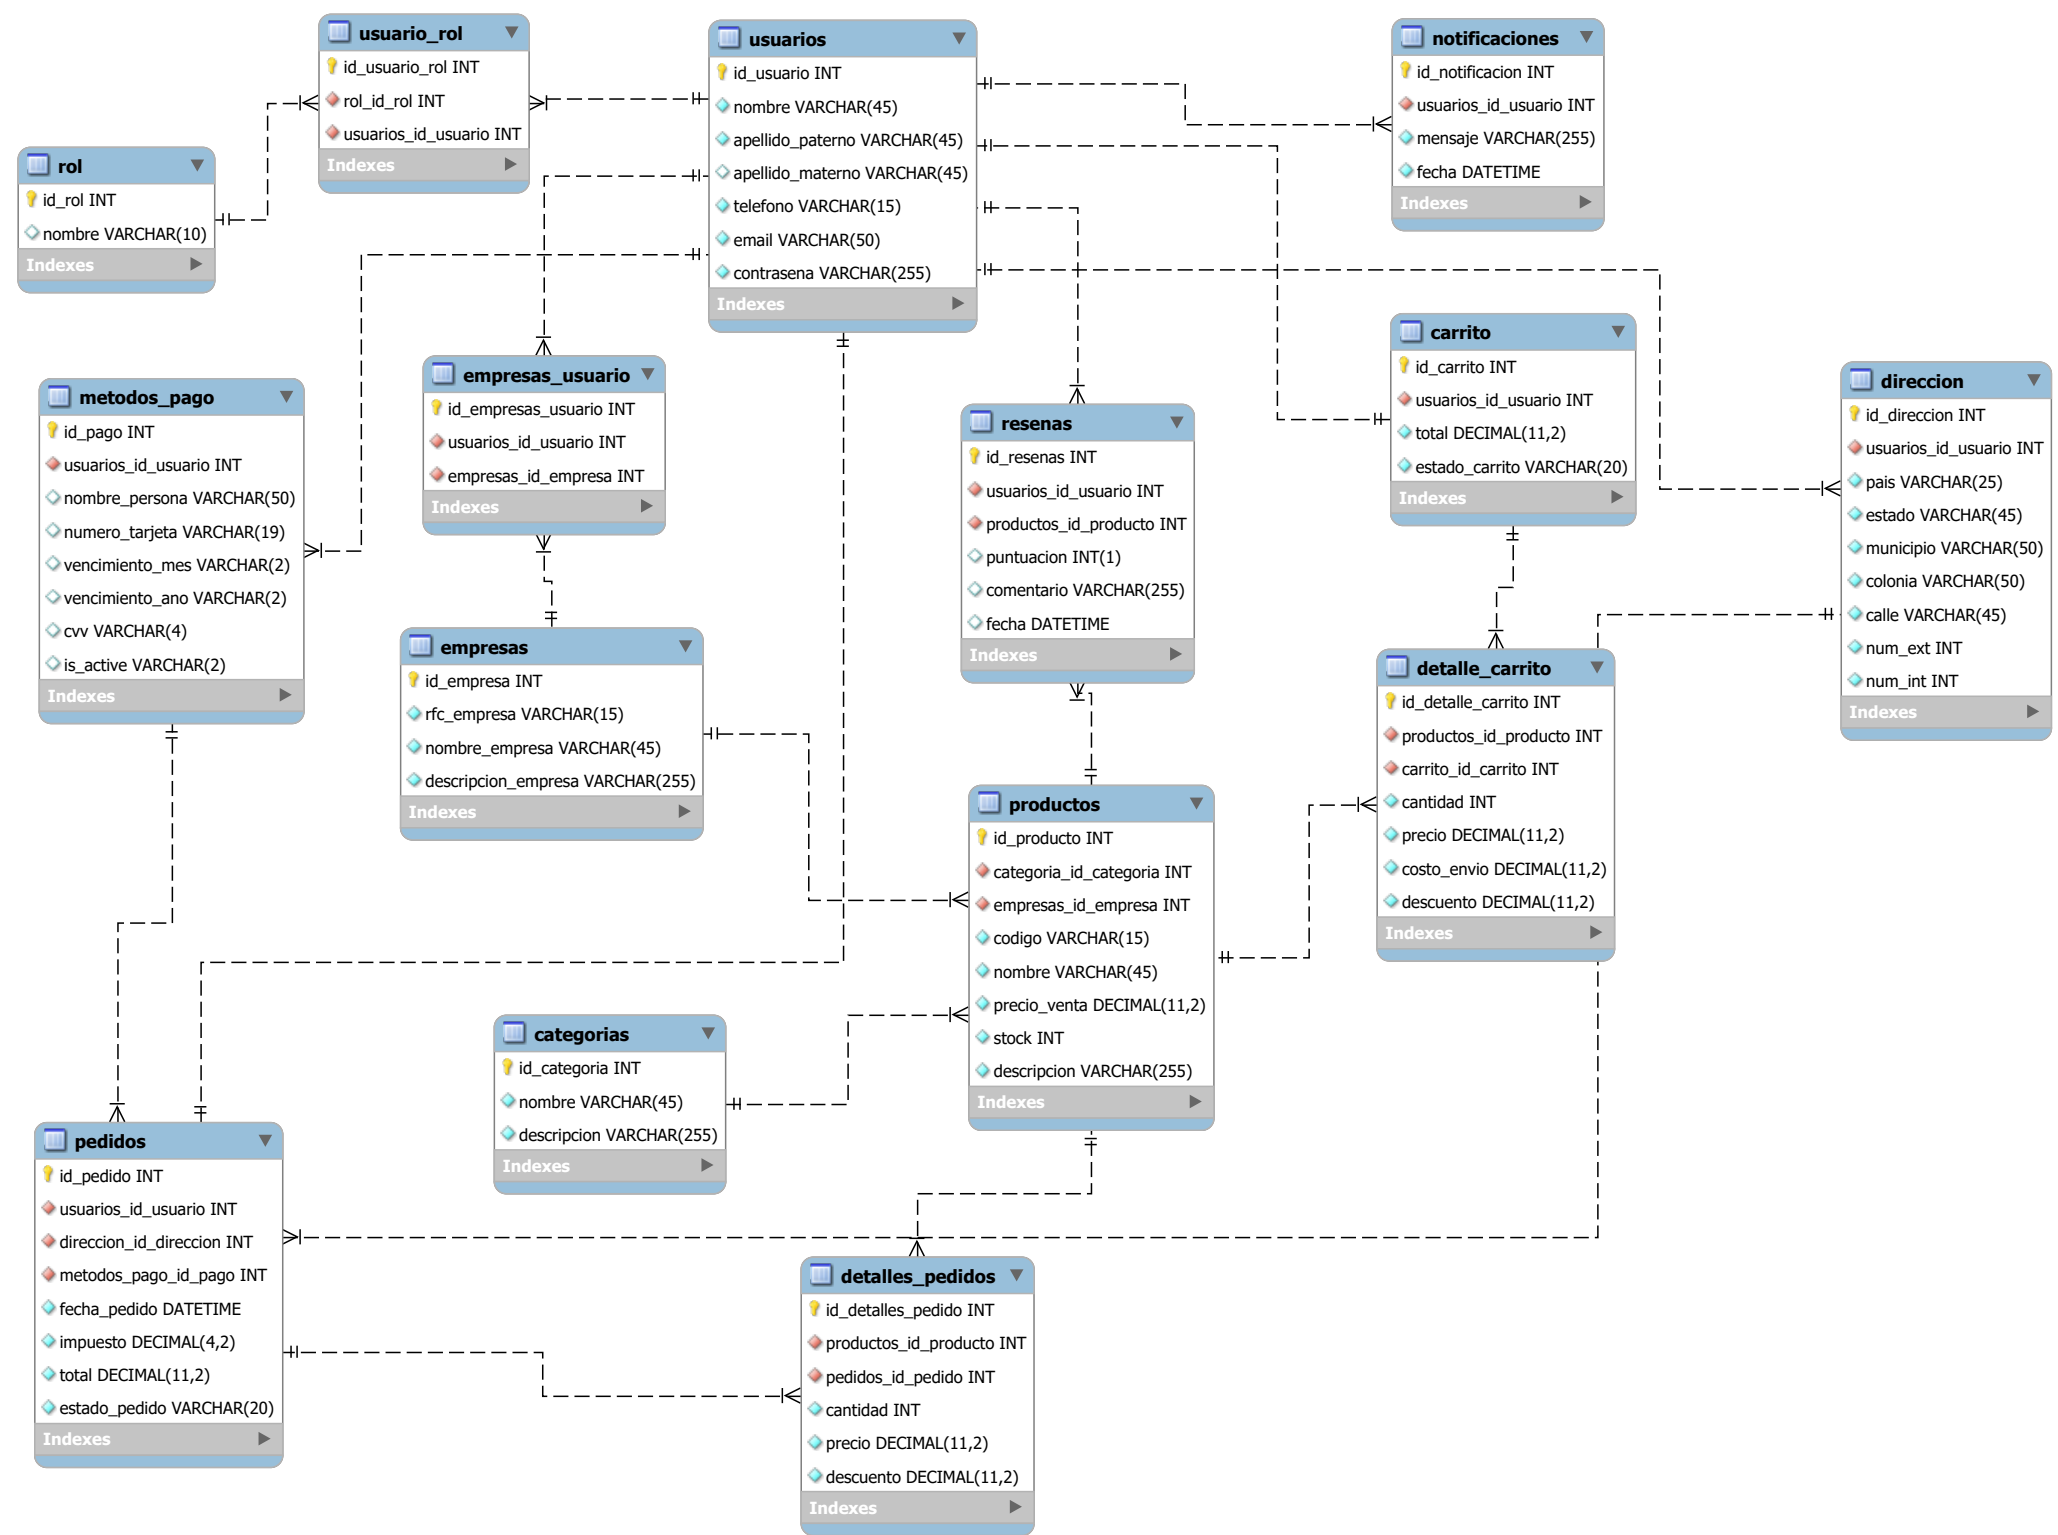 usuario_rol
id_usuario_rol INT
rol_id_rol INT
usuarios_id_usuario INT
Indexes
usuarios
id_usuario INT
nombre VARCHAR(45)
apellido_paterno VARCHAR(45)
apellido_materno VARCHAR(45)
telefono VARCHAR(15)
email VARCHAR(50)
contrasena VARCHAR(255)
Indexes
notificaciones
id_notificacion INT
usuarios_id_usuario INT
mensaje VARCHAR(255)
fecha DATETIME
Indexes
rol
id_rol INT
nombre VARCHAR(10)
Indexes
carrito
id_carrito INT
usuarios_id_usuario INT
total DECIMAL(11,2)
estado_carrito VARCHAR(20)
Indexes
empresas_usuario
id_empresas_usuario INT
usuarios_id_usuario INT
empresas_id_empresa INT
Indexes
direccion
id_direccion INT
usuarios_id_usuario INT
pais VARCHAR(25)
estado VARCHAR(45)
municipio VARCHAR(50)
colonia VARCHAR(50)
calle VARCHAR(45)
num_ext INT
num_int INT
Indexes
metodos_pago
id_pago INT
usuarios_id_usuario INT
nombre_persona VARCHAR(50)
numero_tarjeta VARCHAR(19)
vencimiento_mes VARCHAR(2)
vencimiento_ano VARCHAR(2)
cvv VARCHAR(4)
is_active VARCHAR(2)
Indexes
resenas
id_resenas INT
usuarios_id_usuario INT
productos_id_producto INT
puntuacion INT(1)
comentario VARCHAR(255)
fecha DATETIME
Indexes
empresas
id_empresa INT
rfc_empresa VARCHAR(15)
nombre_empresa VARCHAR(45)
descripcion_empresa VARCHAR(255)
Indexes
detalle_carrito
id_detalle_carrito INT
productos_id_producto INT
carrito_id_carrito INT
cantidad INT
precio DECIMAL(11,2)
costo_envio DECIMAL(11,2)
descuento DECIMAL(11,2)
Indexes
productos
id_producto INT
categoria_id_categoria INT
empresas_id_empresa INT
codigo VARCHAR(15)
nombre VARCHAR(45)
precio_venta DECIMAL(11,2)
stock INT
descripcion VARCHAR(255)
Indexes
categorias
id_categoria INT
nombre VARCHAR(45)
descripcion VARCHAR(255)
Indexes
pedidos
id_pedido INT
usuarios_id_usuario INT
direccion_id_direccion INT
metodos_pago_id_pago INT
fecha_pedido DATETIME
impuesto DECIMAL(4,2)
total DECIMAL(11,2)
estado_pedido VARCHAR(20)
Indexes
detalles_pedidos
id_detalles_pedido INT
productos_id_producto INT
pedidos_id_pedido INT
cantidad INT
precio DECIMAL(11,2)
descuento DECIMAL(11,2)
Indexes